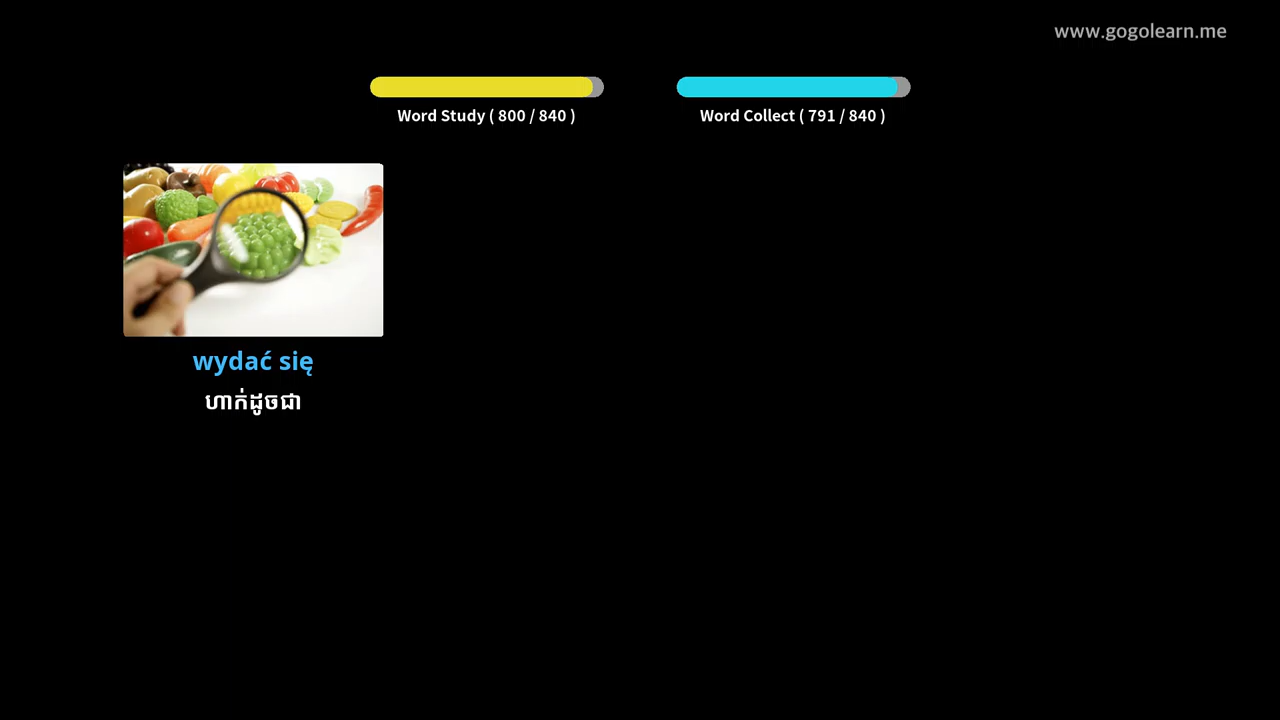 www.gogolearn.me
Word Study ( 800 / 840 )
Word Collect ( 791 / 840 )
wydać się
ហាក់ដូចជា